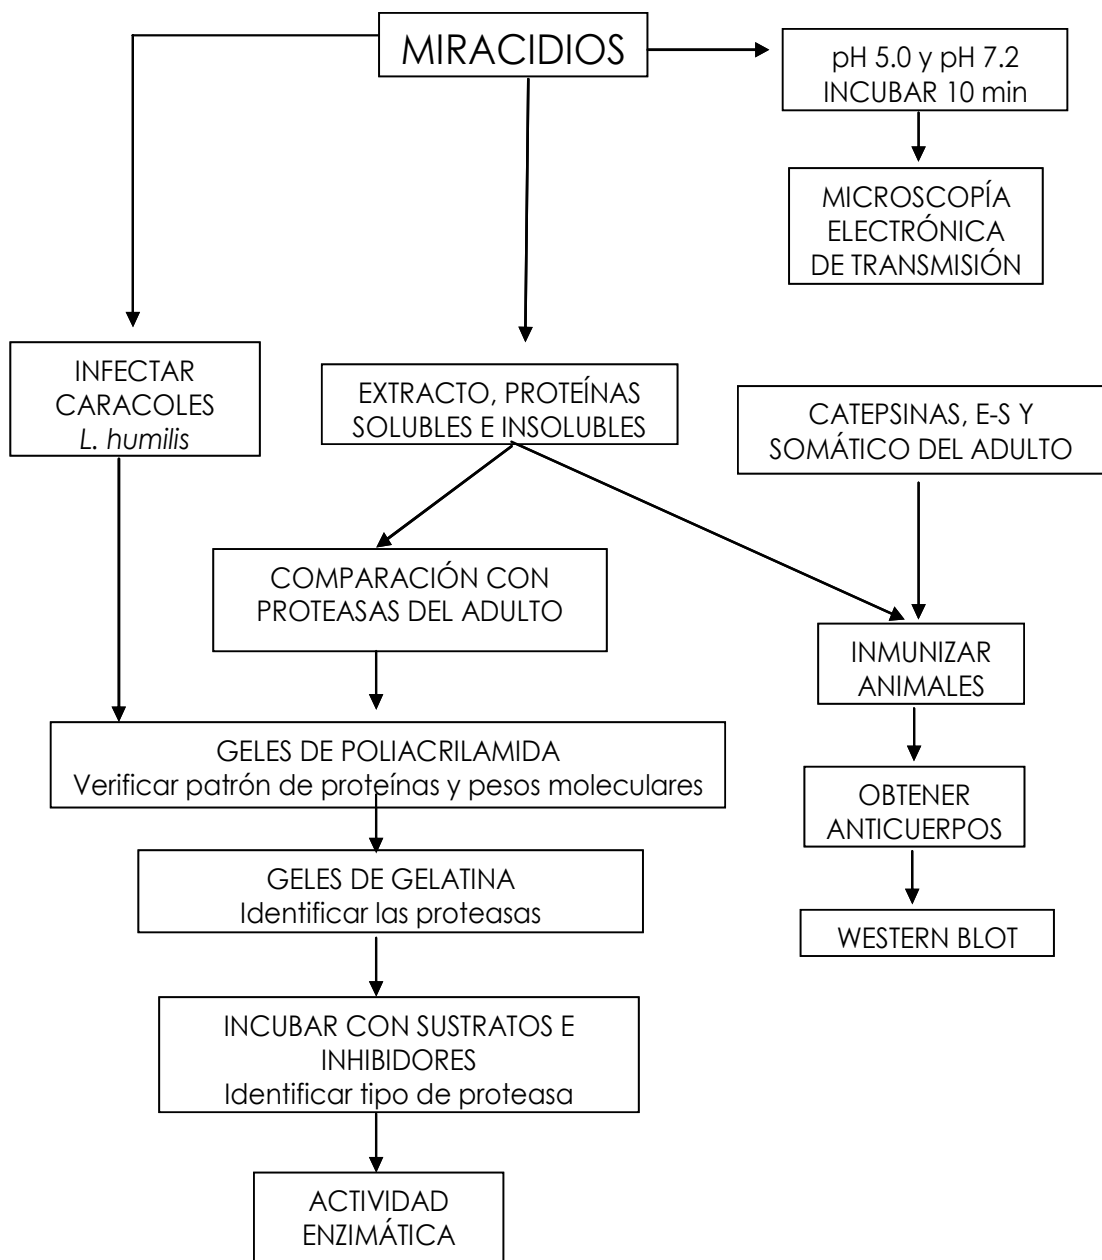 MIRACIDIOS
pH 5.0 y pH 7.2
INCUBAR 10 min
MICROSCOPÍA
ELECTRÓNICA
DE TRANSMISIÓN
INFECTAR
CARACOLES
L. humilis
EXTRACTO, PROTEÍNAS
SOLUBLES E INSOLUBLES
CATEPSINAS, E-S Y
SOMÁTICO DEL ADULTO
COMPARACIÓN CON
PROTEASAS DEL ADULTO
INMUNIZAR
ANIMALES
GELES DE POLIACRILAMIDA
Verificar patrón de proteínas y pesos moleculares
OBTENER
ANTICUERPOS
GELES DE GELATINA
Identificar las proteasas
WESTERN BLOT
INCUBAR CON SUSTRATOS E
INHIBIDORES
Identificar tipo de proteasa
ACTIVIDAD
ENZIMÁTICA